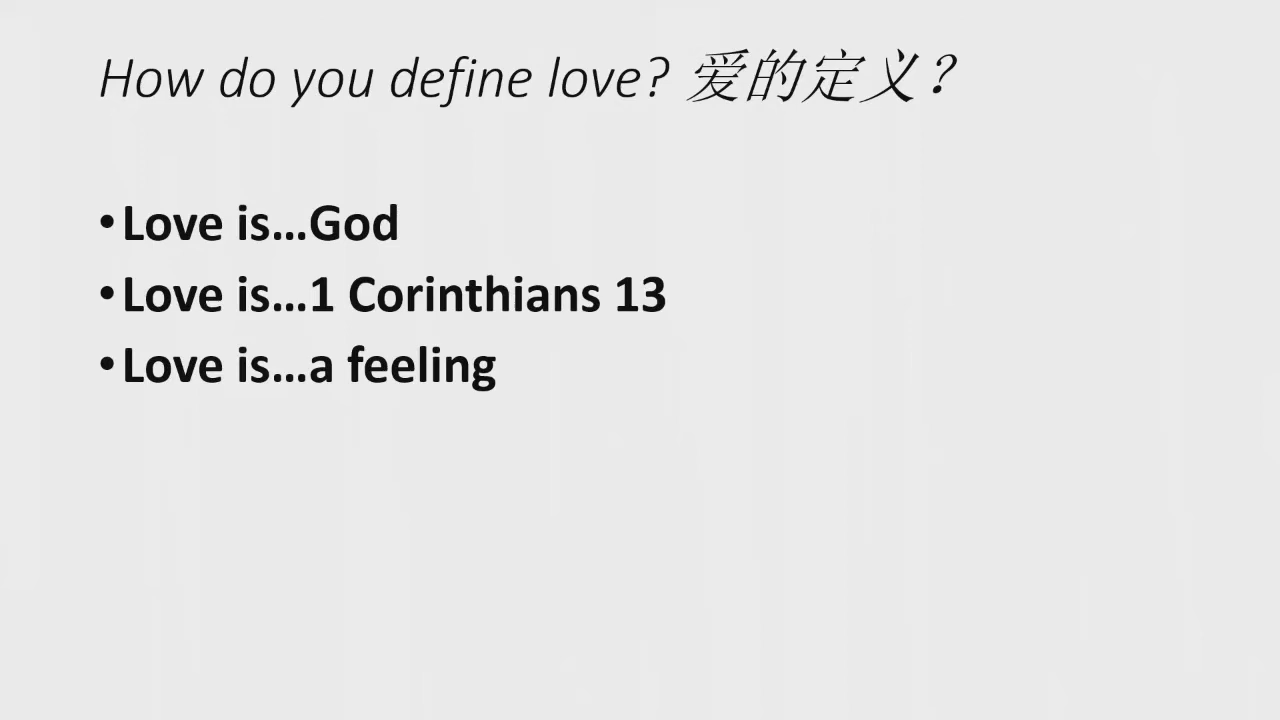 How do you define love? 爱的定义？
•Love is...God
•Love is...1 Corinthians 13
•Love is...a feeling